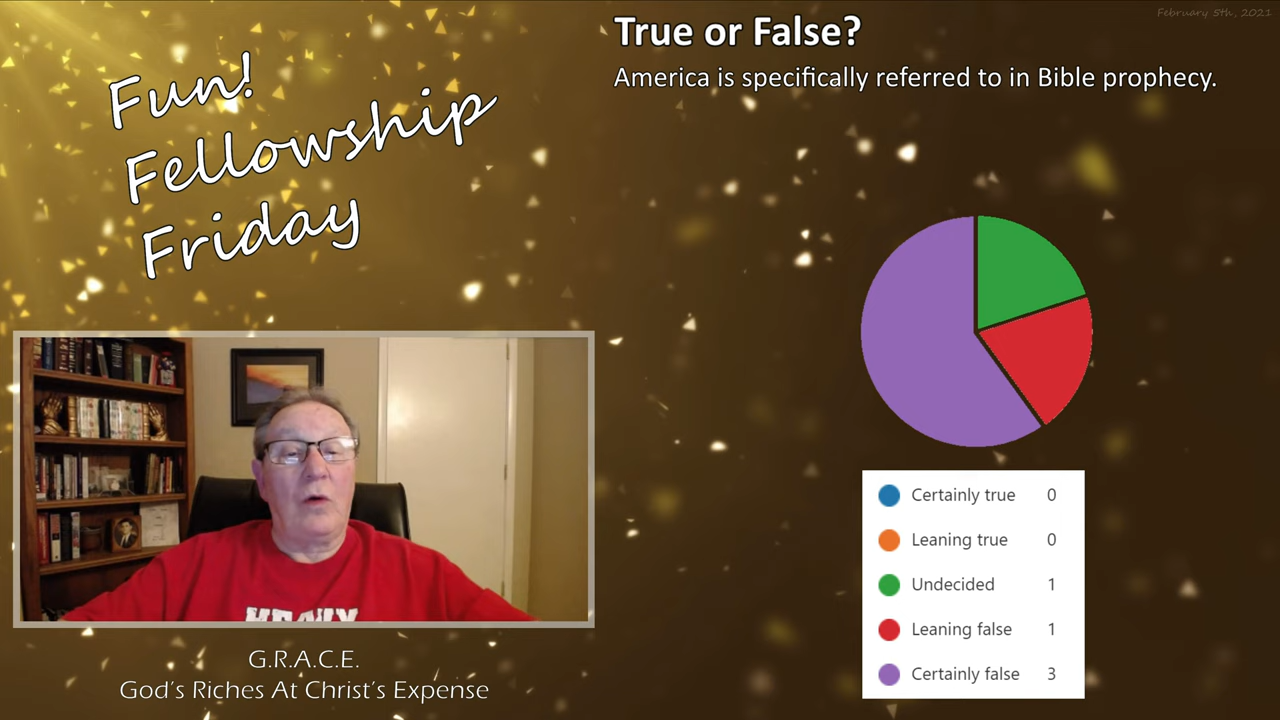 February 5th, 2021
True or False?
America is specifically referred to in Bible prophecy.
Fun!
Fellowship
Friday
Certainly true 0
Leaning true 0
Undecided 1
Leaning false 1
Certainly false 3
HEAVY
G.R.A.C.E.
God's Riches At Christ's Expense